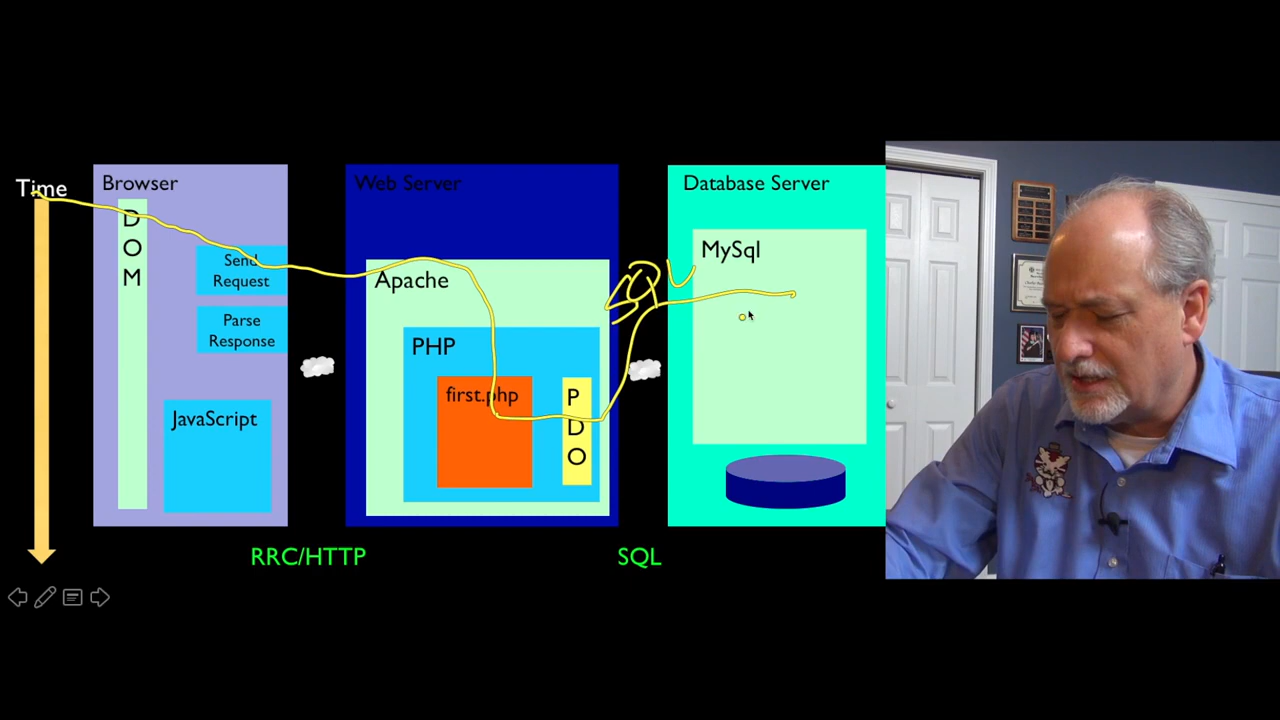 Time
Browser
D
O
M
Send
Request
Parse
Response
JavaScript
Web Server
Apache
PHP
first.php
P
D
O
Database Server
MySql
RRC/HTTP
SQL